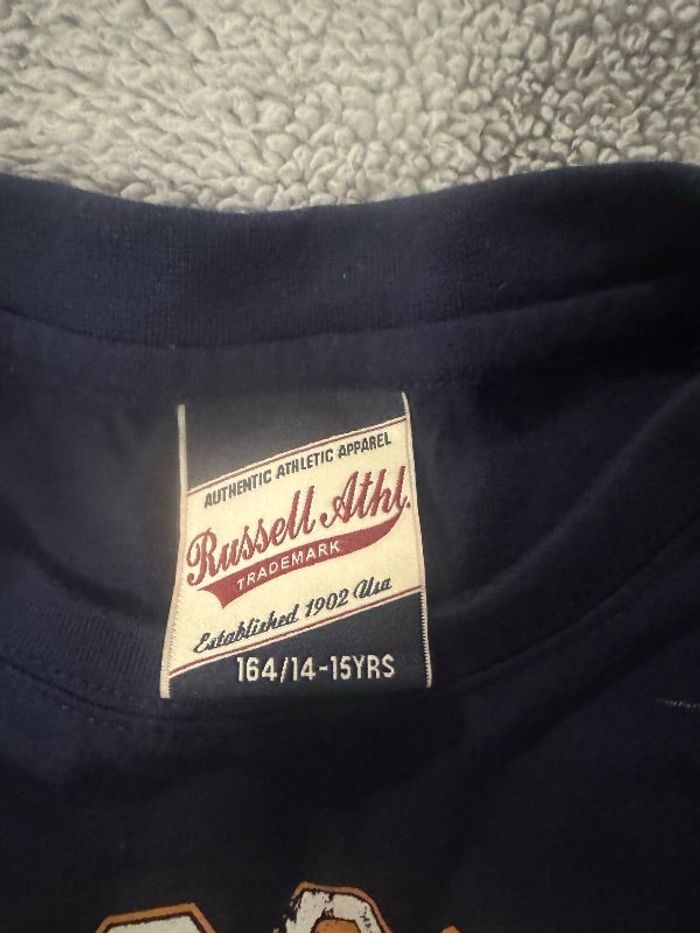 AUTHENTIC ATHLETIC APPAREL
Russell Athl.
TRADEMARK
Established 1902 Usa
164/14-15YRS